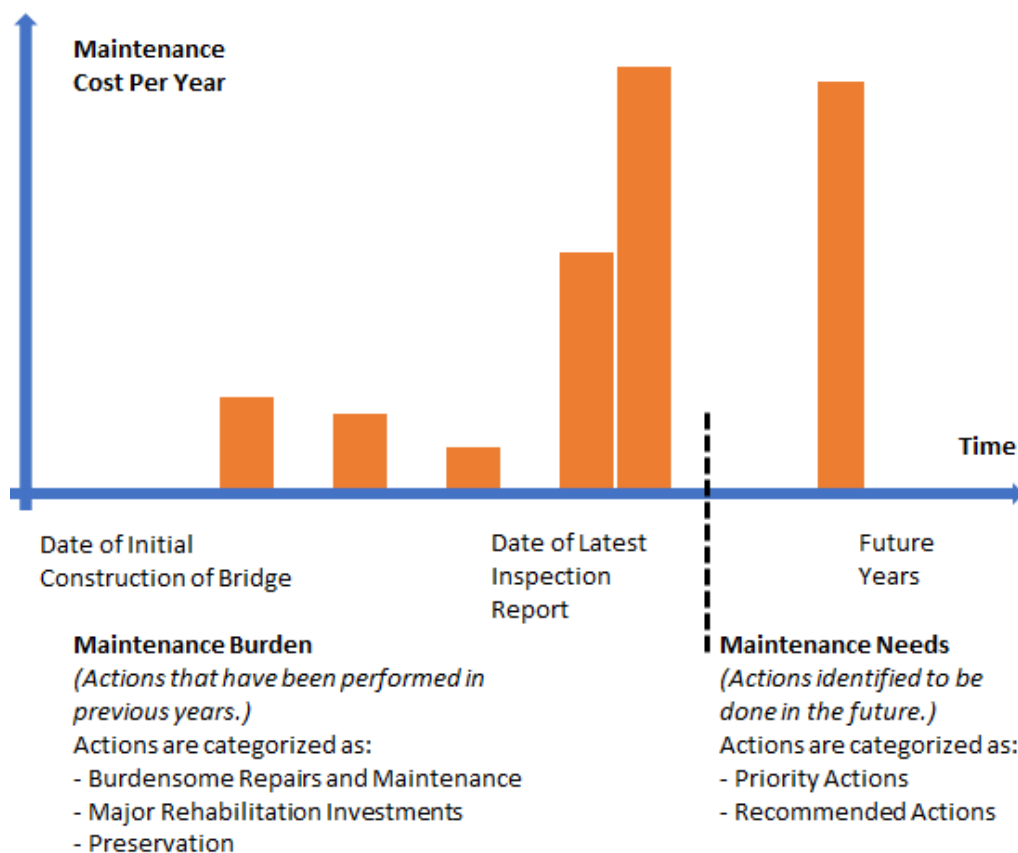 Maintenance
Cost Per Year
Time
Date of Initial
Construction of Bridge
Date of Latest
Inspection
Report
Future
Years
Maintenance Burden
(Actions that have been performed in
previous years.)
Actions are categorized as:
- Burdensome Repairs and Maintenance
- Major Rehabilitation Investments
- Preservation
Maintenance Needs
(Actions identified to be
done in the future.)
Actions are categorized as:
- Priority Actions
- Recommended Actions